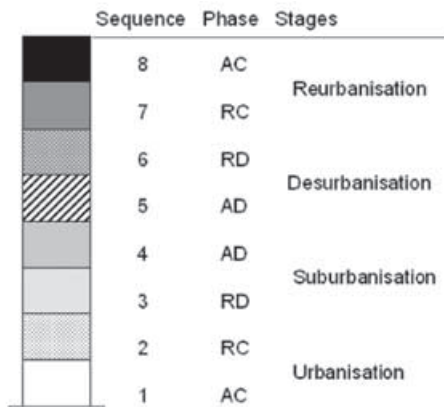 Sequence Phase Stages
8 AC
Reurbanisation
7 RC
6 RD
Desurbanisation
5 AD
4 AD
Suburbanisation
3 RD
2 RC
Urbanisation
1 AC